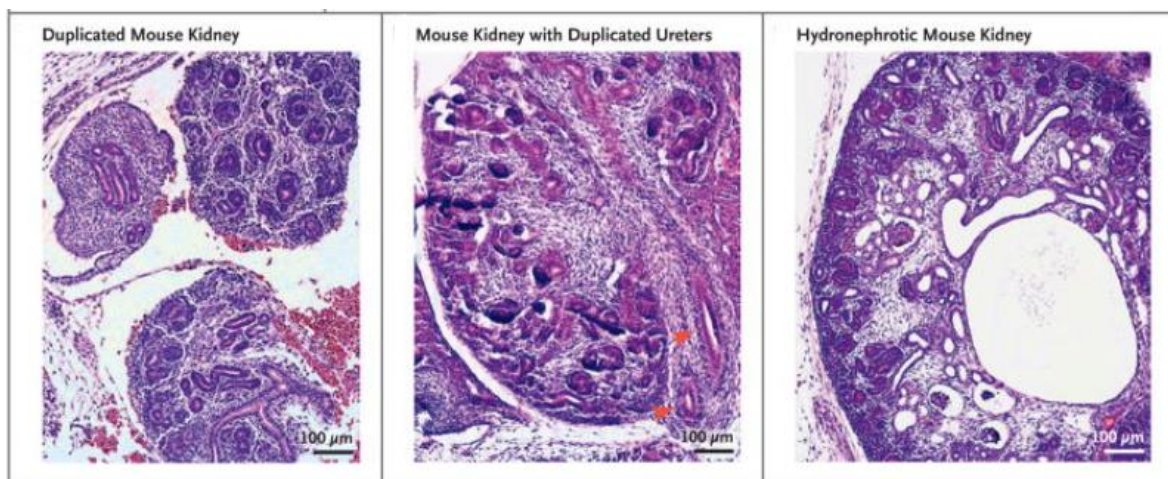 Duplicated Mouse Kidney
Mouse Kidney with Duplicated Ureters
Hydronephrotic Mouse Kidney
100 μm
100 μm
100 μm